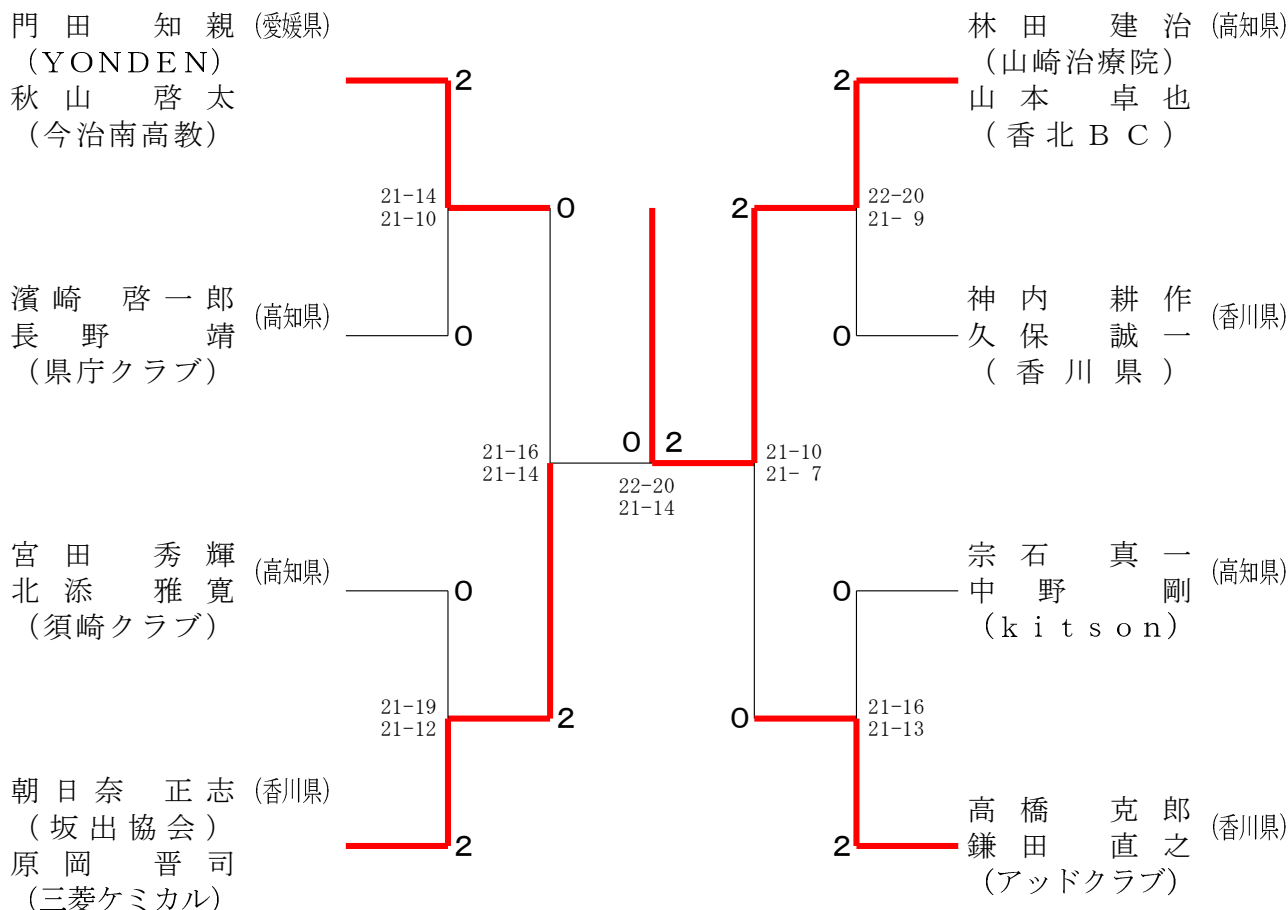 門田 知親 (愛媛県)
(YONDEN)
秋山 啓太
(今治南高教)
2
21-14
21-10
0
濱崎 啓一郎
長野 靖 (高知県)
(県庁クラブ)
0
21-16
21-14
宮田 秀輝
北添 雅寛 (高知県)
(須崎クラブ)
0
21-19
21-12
2
朝日奈 正志 (香川県)
(坂出協会)
原岡 晋司
(三菱ケミカル)
2
0 2
22-20
21-14
林田 建治 (高知県)
(山崎治療院)
山本 卓也
(香北BC)
2
2
22-20
21- 9
神内 耕作
久保 誠一 (香川県)
(香川県)
0
21-10
21- 7
宗石 真一
中野 剛 (高知県)
(kitson)
0
0
21-16
21-13
高橋 克郎
鎌田 直之 (香川県)
(アッドクラブ)
2